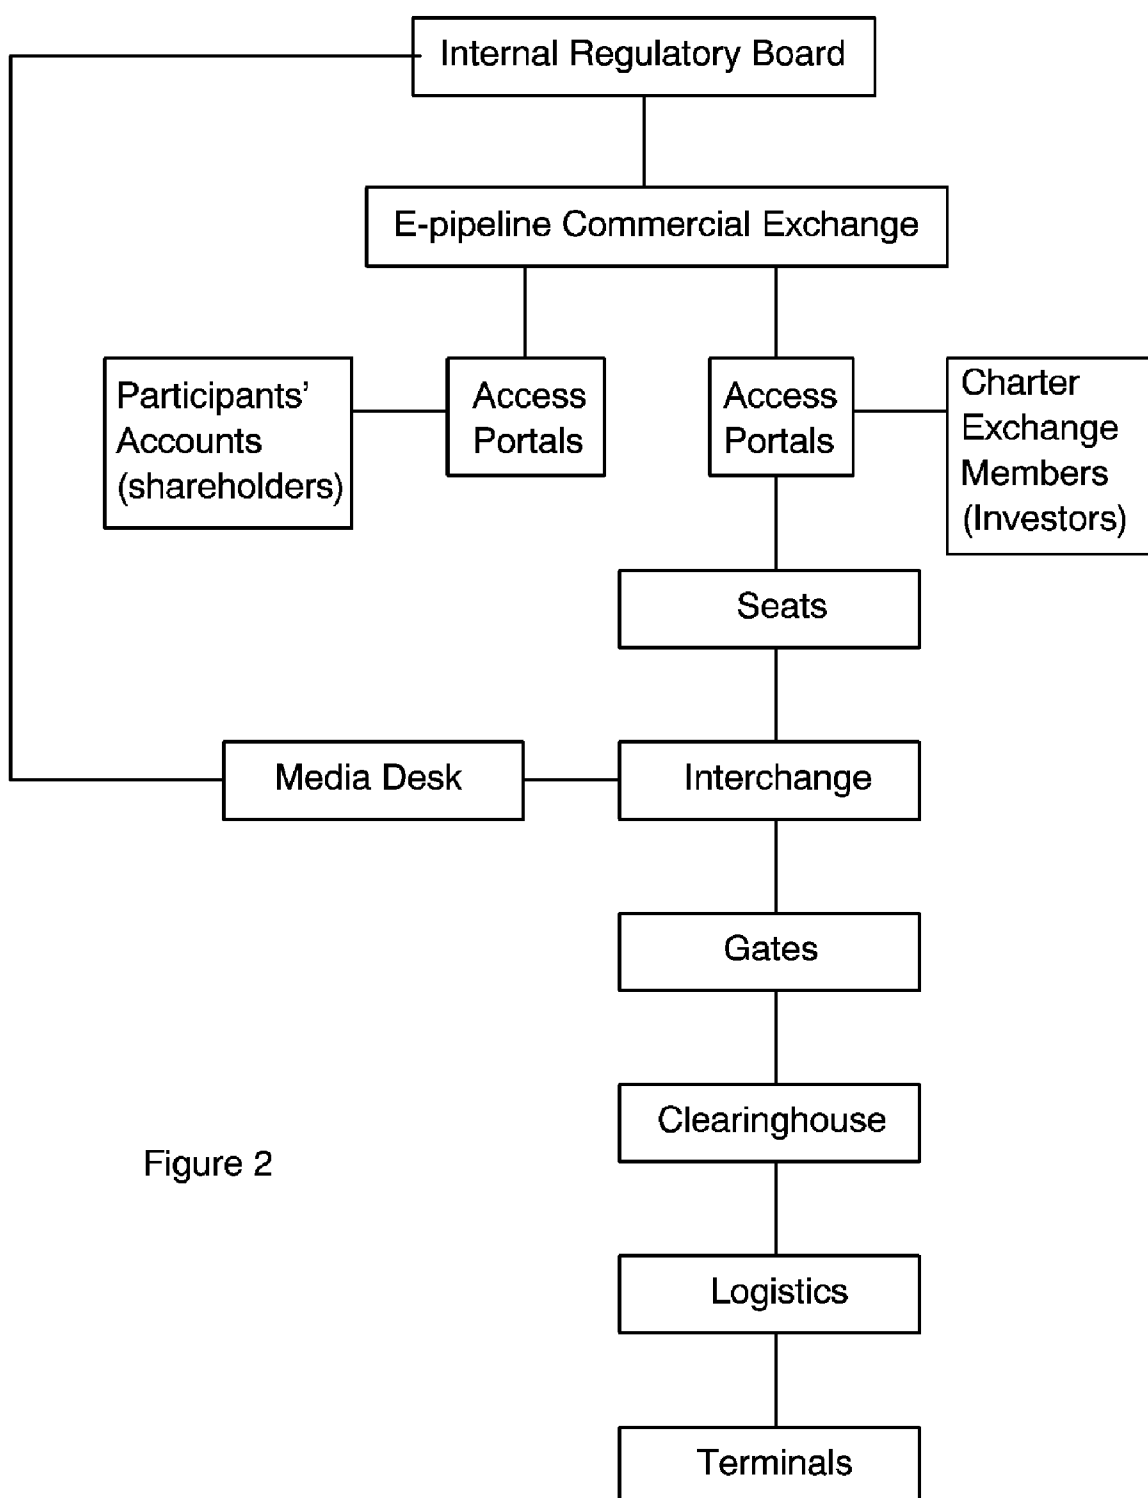 Internal Regulatory Board
E-pipeline Commercial Exchange
Participants'
Accounts
(shareholders)
Access
Portals
Access
Portals
Charter
Exchange
Members
(Investors)
Seats
Media Desk
Interchange
Gates
Clearinghouse
Figure 2
Logistics
Terminals